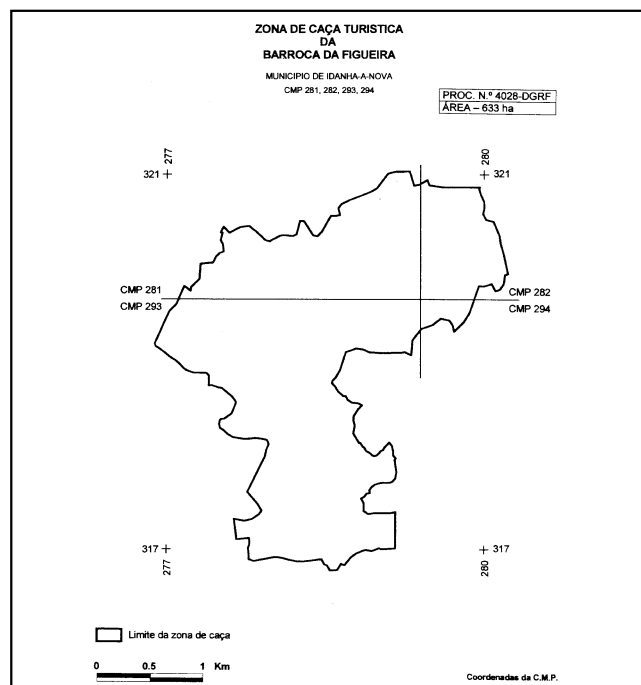 ZONA DE CAÇA TURISTICA
DA
BARROCA DA FIGUEIRA
MUNICIPIO DE IDANHA-A-NOVA
CMP 281, 282, 293, 294
PROC. N.º 4028-DGRF
ÁREA – 633 ha
277
280
321
321
CMP 281
CMP 282
CMP 293
CMP 294
317
317
277
280
Limite da zona de caça
0 0.5 1 Km
Coordenadas da C.M.P.